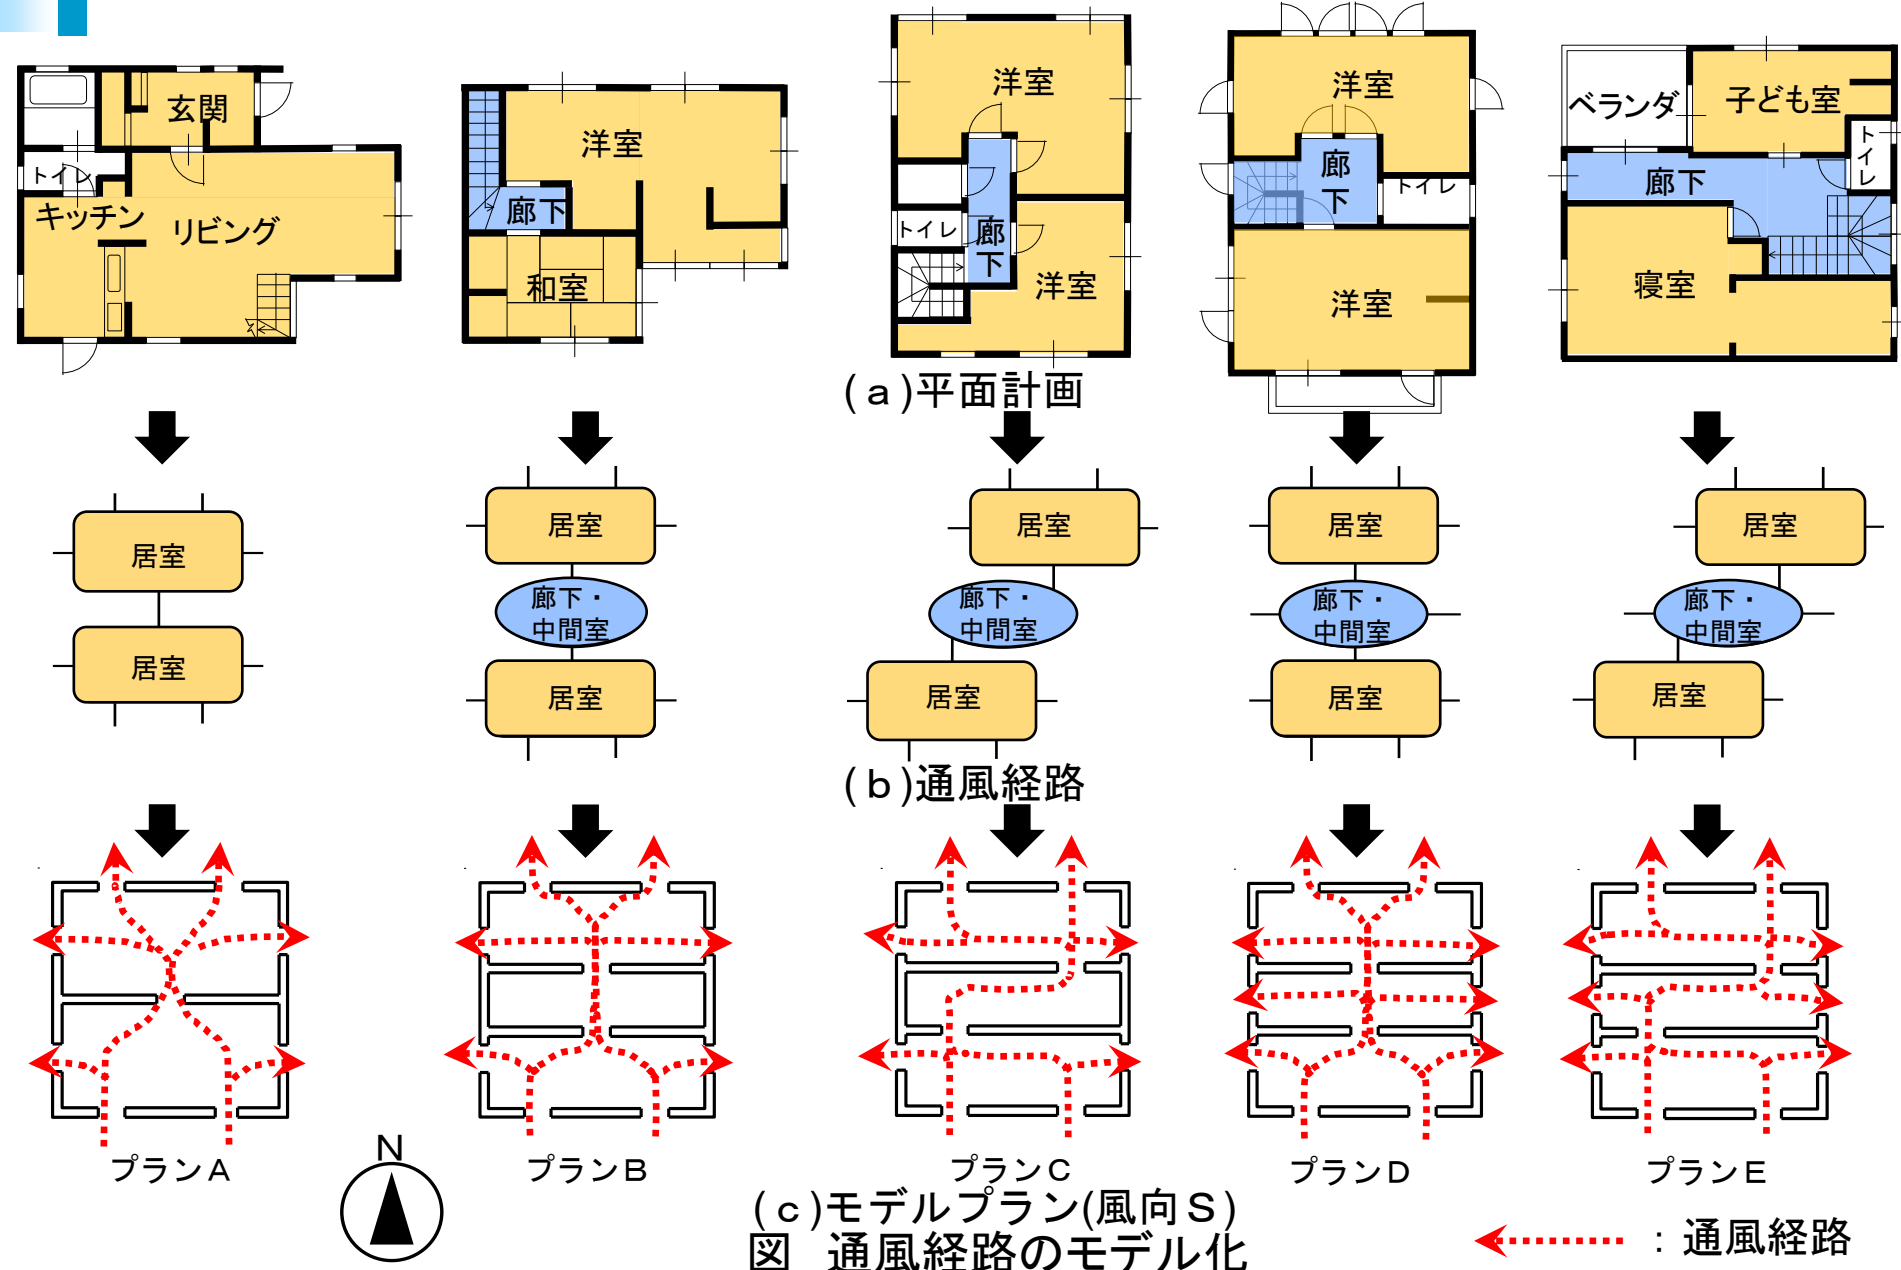 玄関
トイレ
キッチン
リビング
洋室
廊下
和室
洋室
廊下
トイレ
洋室
洋室
廊下
トイレ
洋室
ベランダ
子ども室
トイレ
廊下
寝室
(a)平面計画
居室
居室
居室
廊下・
中間室
居室
居室
廊下・
中間室
居室
居室
廊下・
中間室
居室
居室
廊下・
中間室
居室
(b)通風経路
プランA
プランB
プランC
プランD
プランE
N
(c)モデルプラン(風向S)
図 通風経路のモデル化
:通風経路